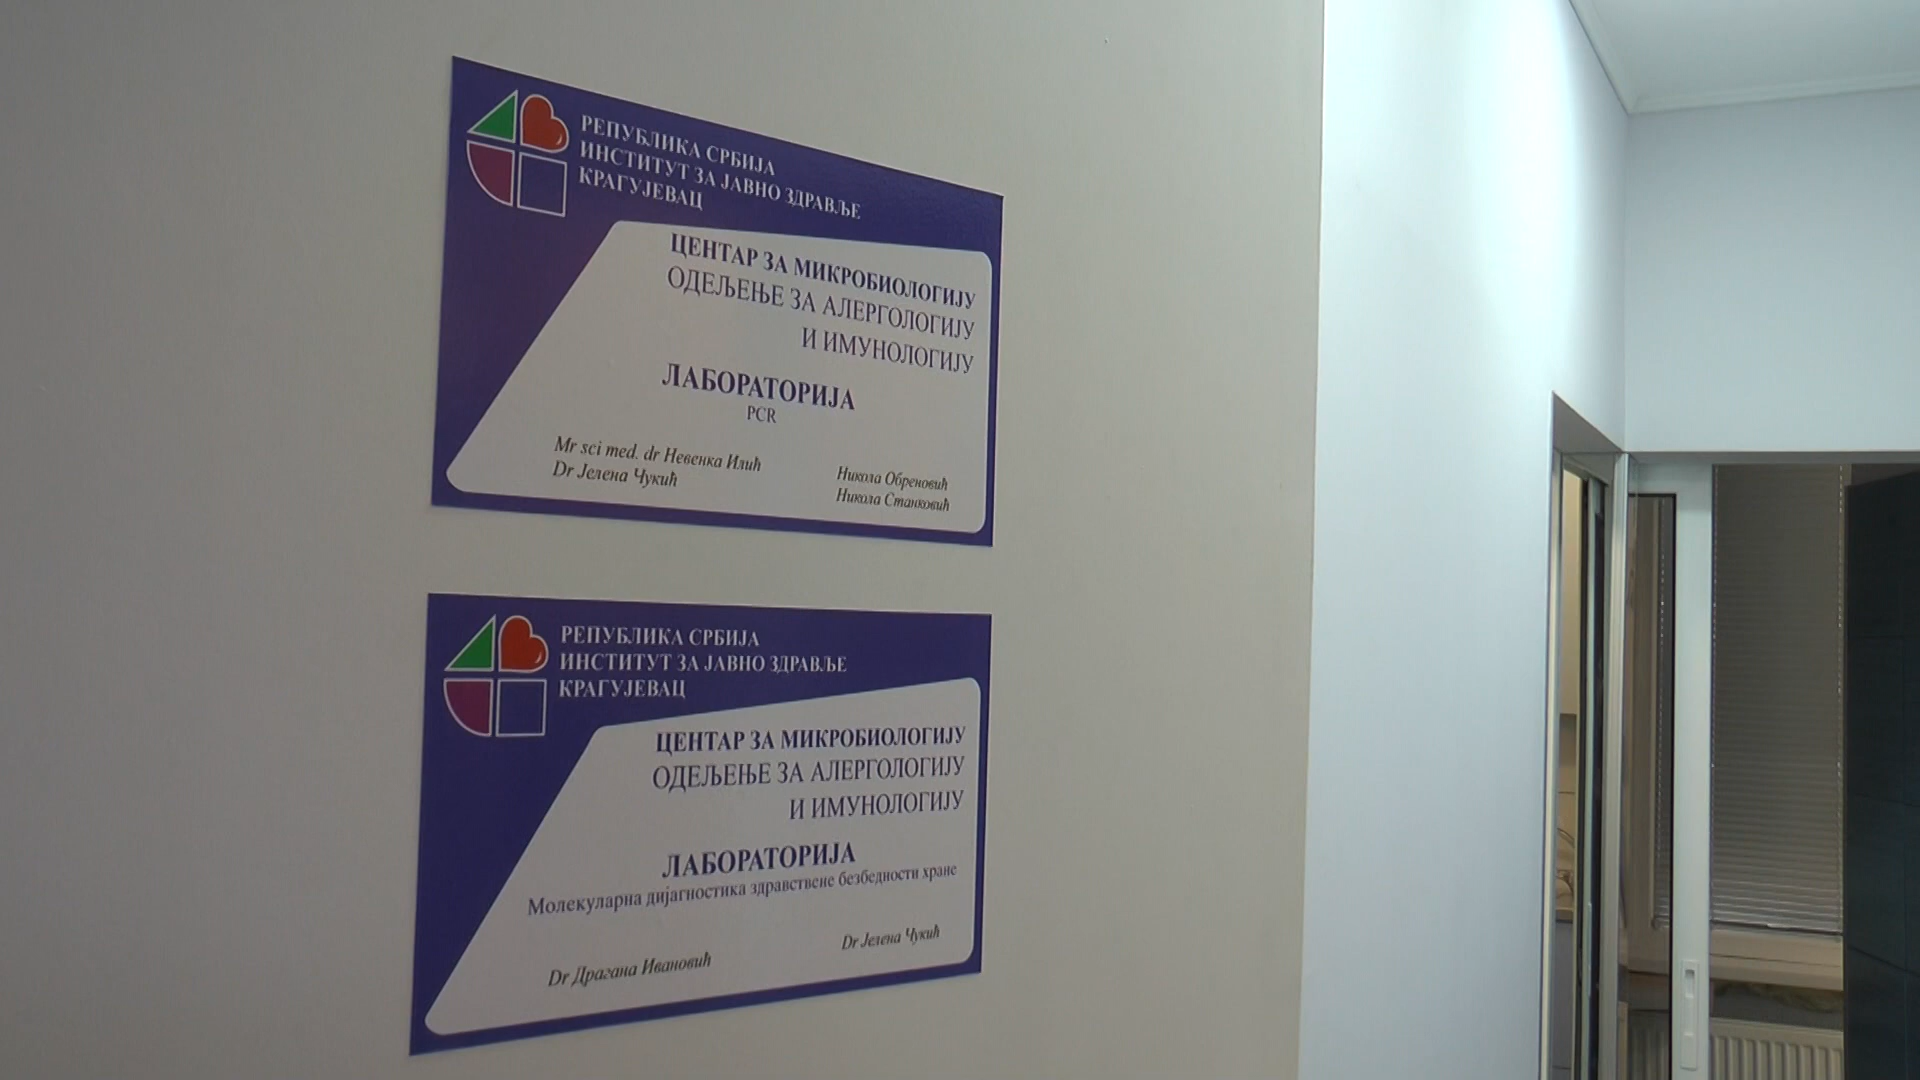 РЕПУБЛИКА СРБИЈА
ИНСТИТУТ ЗА ЈАВНО ЗДРАВЉЕ
КРАГУЈЕВАЦ
ЦЕНТАР ЗА МИКРОБИОЛОГИЈУ
ОДЕЉЕЊЕ ЗА АЛЕРГОЛОГИЈУ
И ИМУНОЛОГИЈУ
ЛАБОРАТОРИЈА
PCR
Mr sci med. dr Невенка Илић
Dr Јелена Чукић
Никола Обреновић
Никола Станковић
РЕПУБЛИКА СРБИЈА
ИНСТИТУТ ЗА ЈАВНО ЗДРАВЉЕ
КРАГУЈЕВАЦ
ЦЕНТАР ЗА МИКРОБИОЛОГИЈУ
ОДЕЉЕЊЕ ЗА АЛЕРГОЛОГИЈУ
И ИМУНОЛОГИЈУ
ЛАБОРАТОРИЈА
Молекуларна дијагностика здравствене безбедности хране
Dr Драгана Ивановић
Dr Јелена Чукић